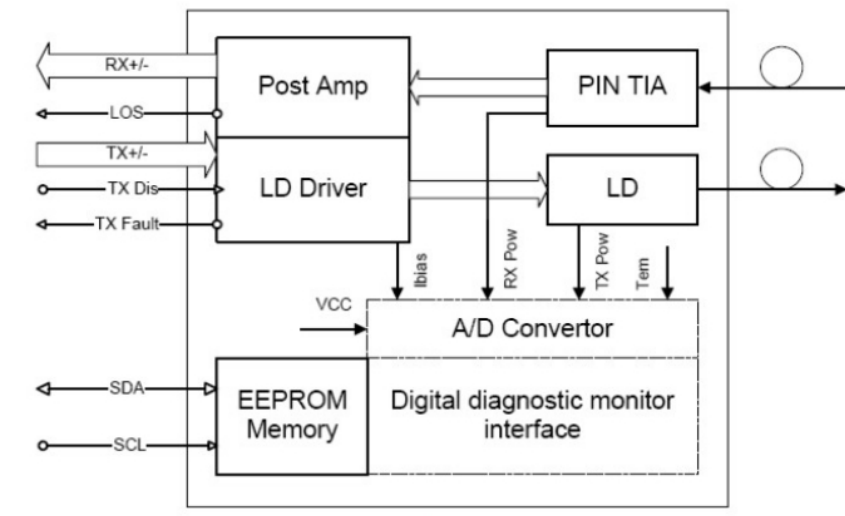 RX+/-
Post Amp
PIN TIA
LOS
TX+/-
TX Dis
LD Driver
LD
TX Fault
Ibias
RX Pow
TX Pow
Tem
VCC
A/D Convertor
SDA
EEPROM
Memory
Digital diagnostic monitor
interface
SCL